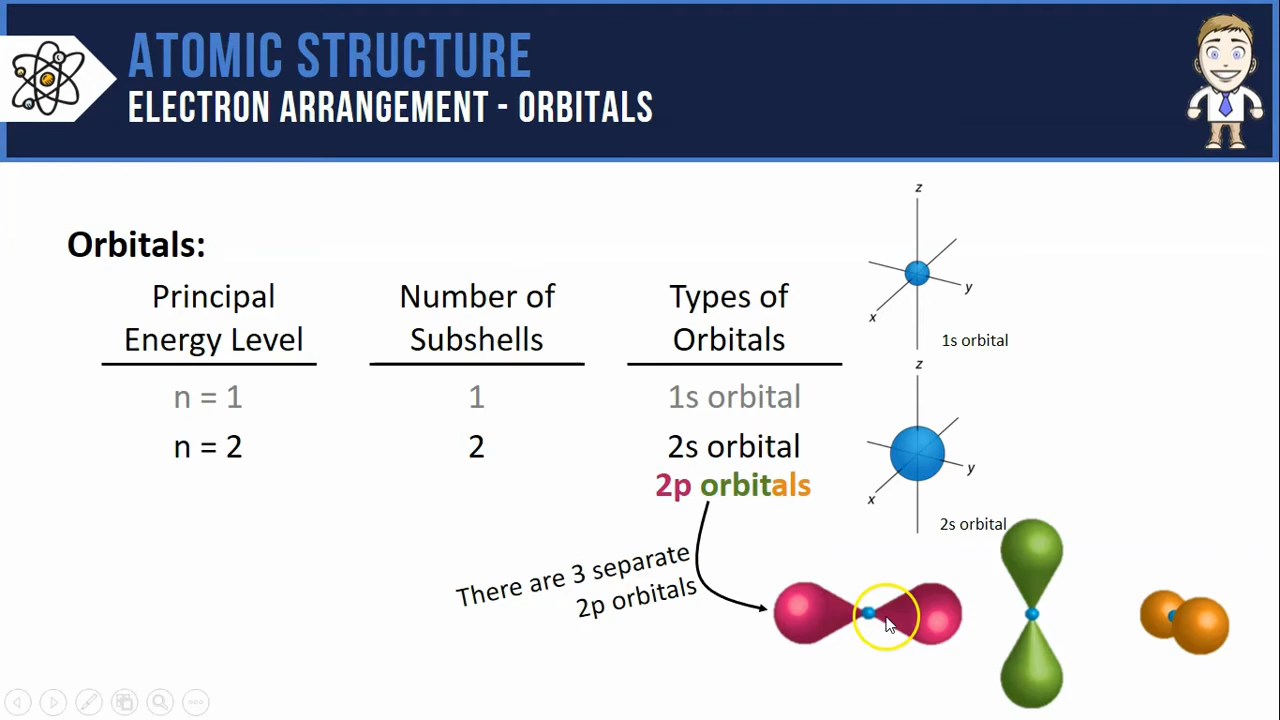 ATOMIC STRUCTURE
ELECTRON ARRANGEMENT - ORBITALS
Orbitals:
Principal
Energy Level
Number of
Subshells
Types of
Orbitals
n = 1
1
1s orbital
n = 2
2
2s orbital
2p orbitals
There are 3 separate
2p orbitals
z
y
x
1s orbital
z
y
x
2s orbital